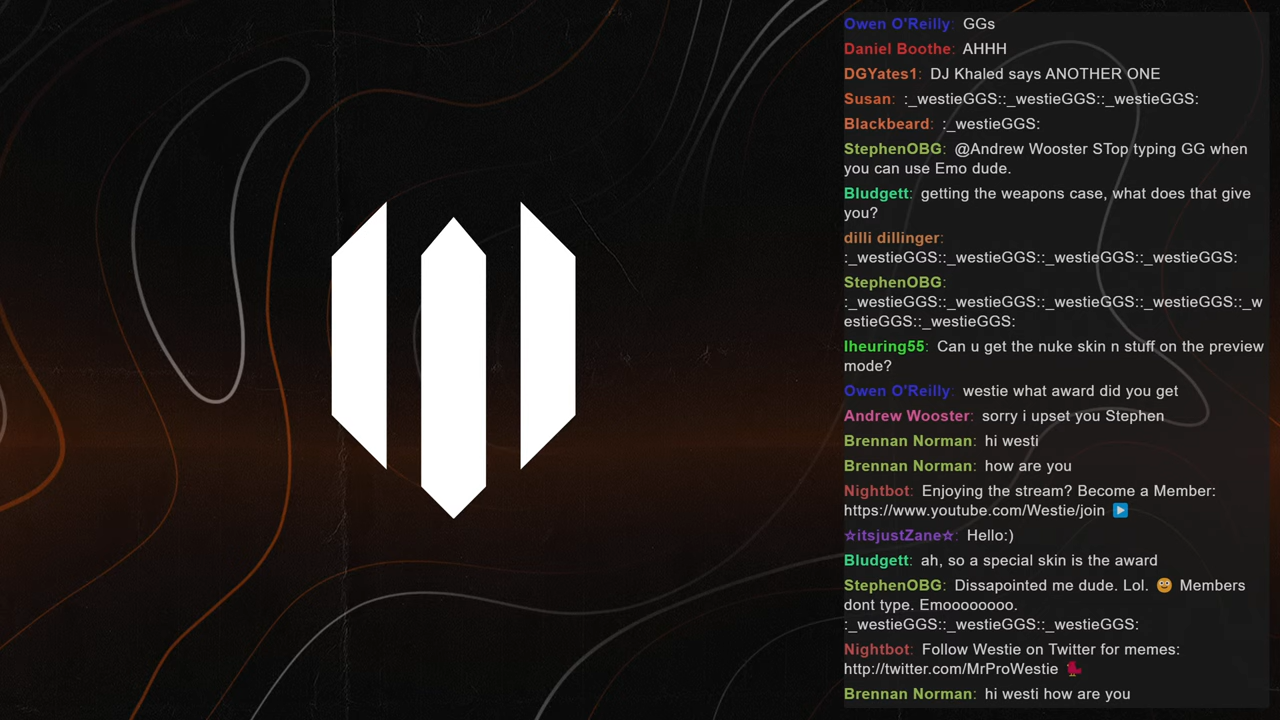 Owen O'Reilly: GGs
Daniel Boothe: AHHH
DGYates1: DJ Khaled says ANOTHER ONE
Susan: :_westieGGS::_westieGGS::_westieGGS:
Blackbeard: :_westieGGS:
StephenOBG: @Andrew Wooster STop typing GG when
you can use Emo dude.
Bludgett: getting the weapons case, what does that give
you?
dilli dillinger:
:_westieGGS::_westieGGS::_westieGGS::_westieGGS:
StephenOBG:
:_westieGGS::_westieGGS::_westieGGS::_westieGGS::_w
estieGGS::_westieGGS:
lheuring55: Can u get the nuke skin n stuff on the preview
mode?
Owen O'Reilly: westie what award did you get
Andrew Wooster: sorry i upset you Stephen
Brennan Norman: hi westi
Brennan Norman: how are you
Nightbot: Enjoying the stream? Become a Member:
https://www.youtube.com/Westie/join ▶️
☆itsjustZane☆: Hello:)
Bludgett: ah, so a special skin is the award
StephenOBG: Dissapointed me dude. Lol. Members
dont type. Emoooooooo.
:_westieGGS::_westieGGS::_westieGGS:
Nightbot: Follow Westie on Twitter for memes:
http://twitter.com/MrProWestie
Brennan Norman: hi westi how are you